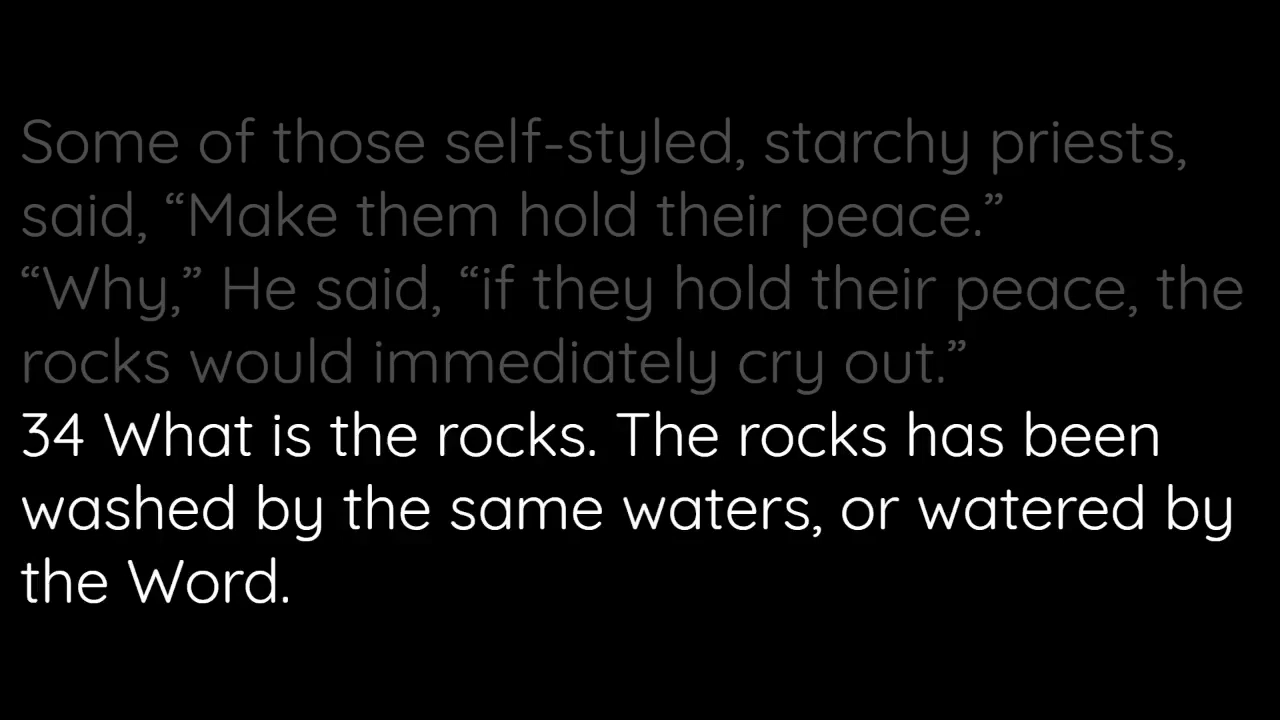 Some of those self-styled, starchy priests,
said, “Make them hold their peace.”
“Why,” He said, “if they hold their peace, the
rocks would immediately cry out.”
34 What is the rocks. The rocks has been
washed by the same waters, or watered by
the Word.